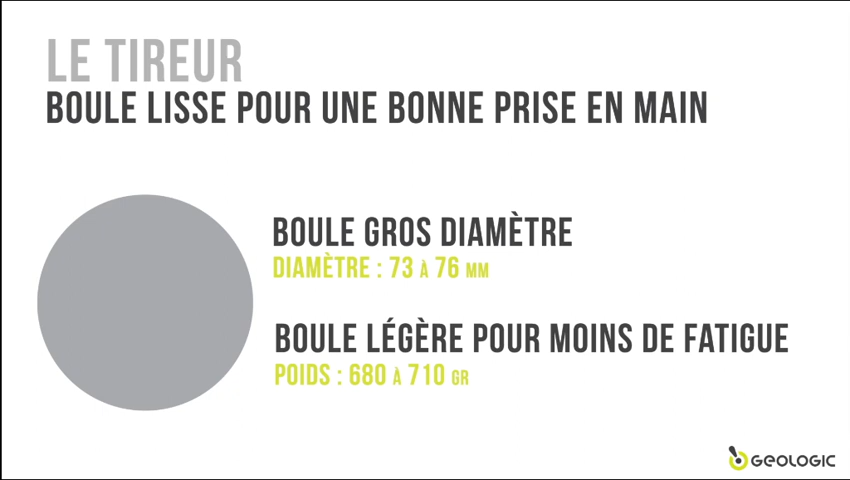 LE TIREUR
BOULE LISSE POUR UNE BONNE PRISE EN MAIN
BOULE GROS DIAMÈTRE
DIAMÈTRE : 73 À 76 MM
BOULE LÉGÈRE POUR MOINS DE FATIGUE
POIDS : 680 À 710 GR
GEOLOGIC